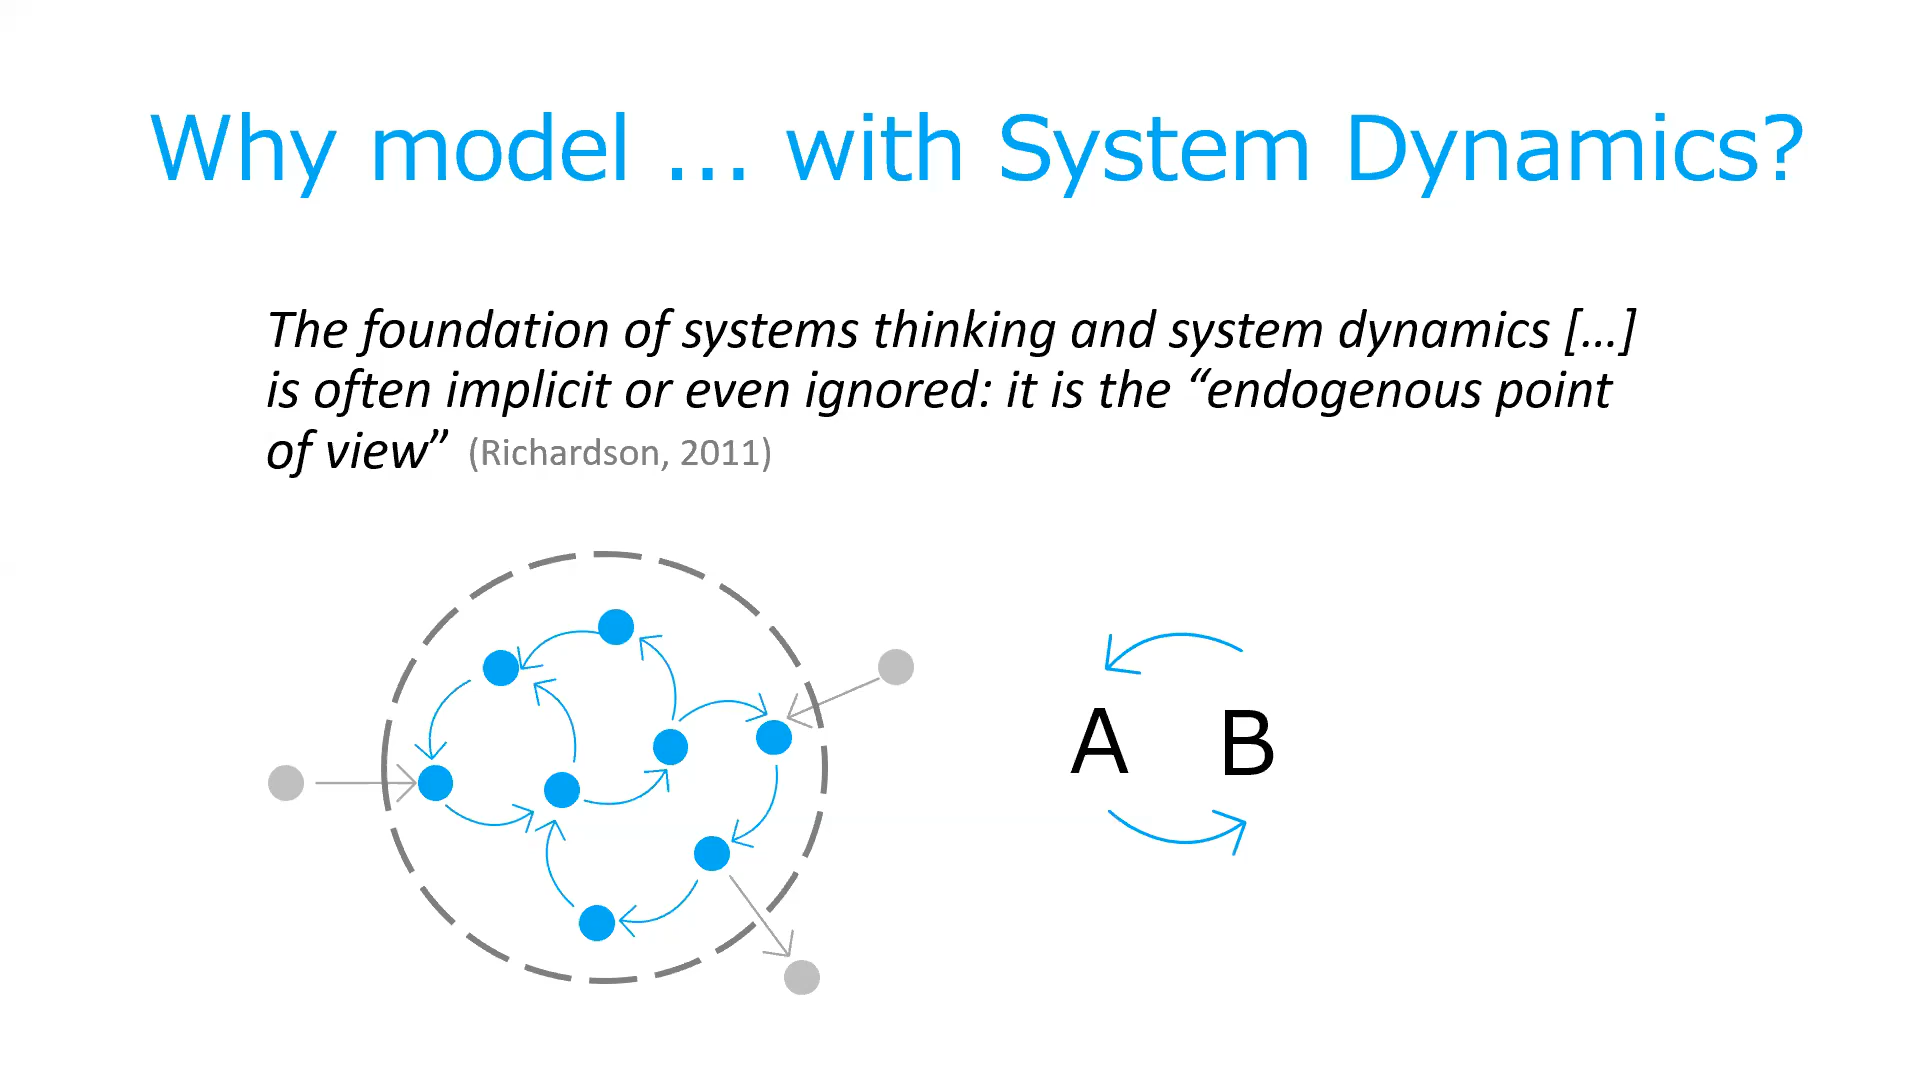 Why model ... with System Dynamics?
The foundation of systems thinking and system dynamics […]
is often implicit or even ignored: it is the “endogenous point
of view” (Richardson, 2011)
A B